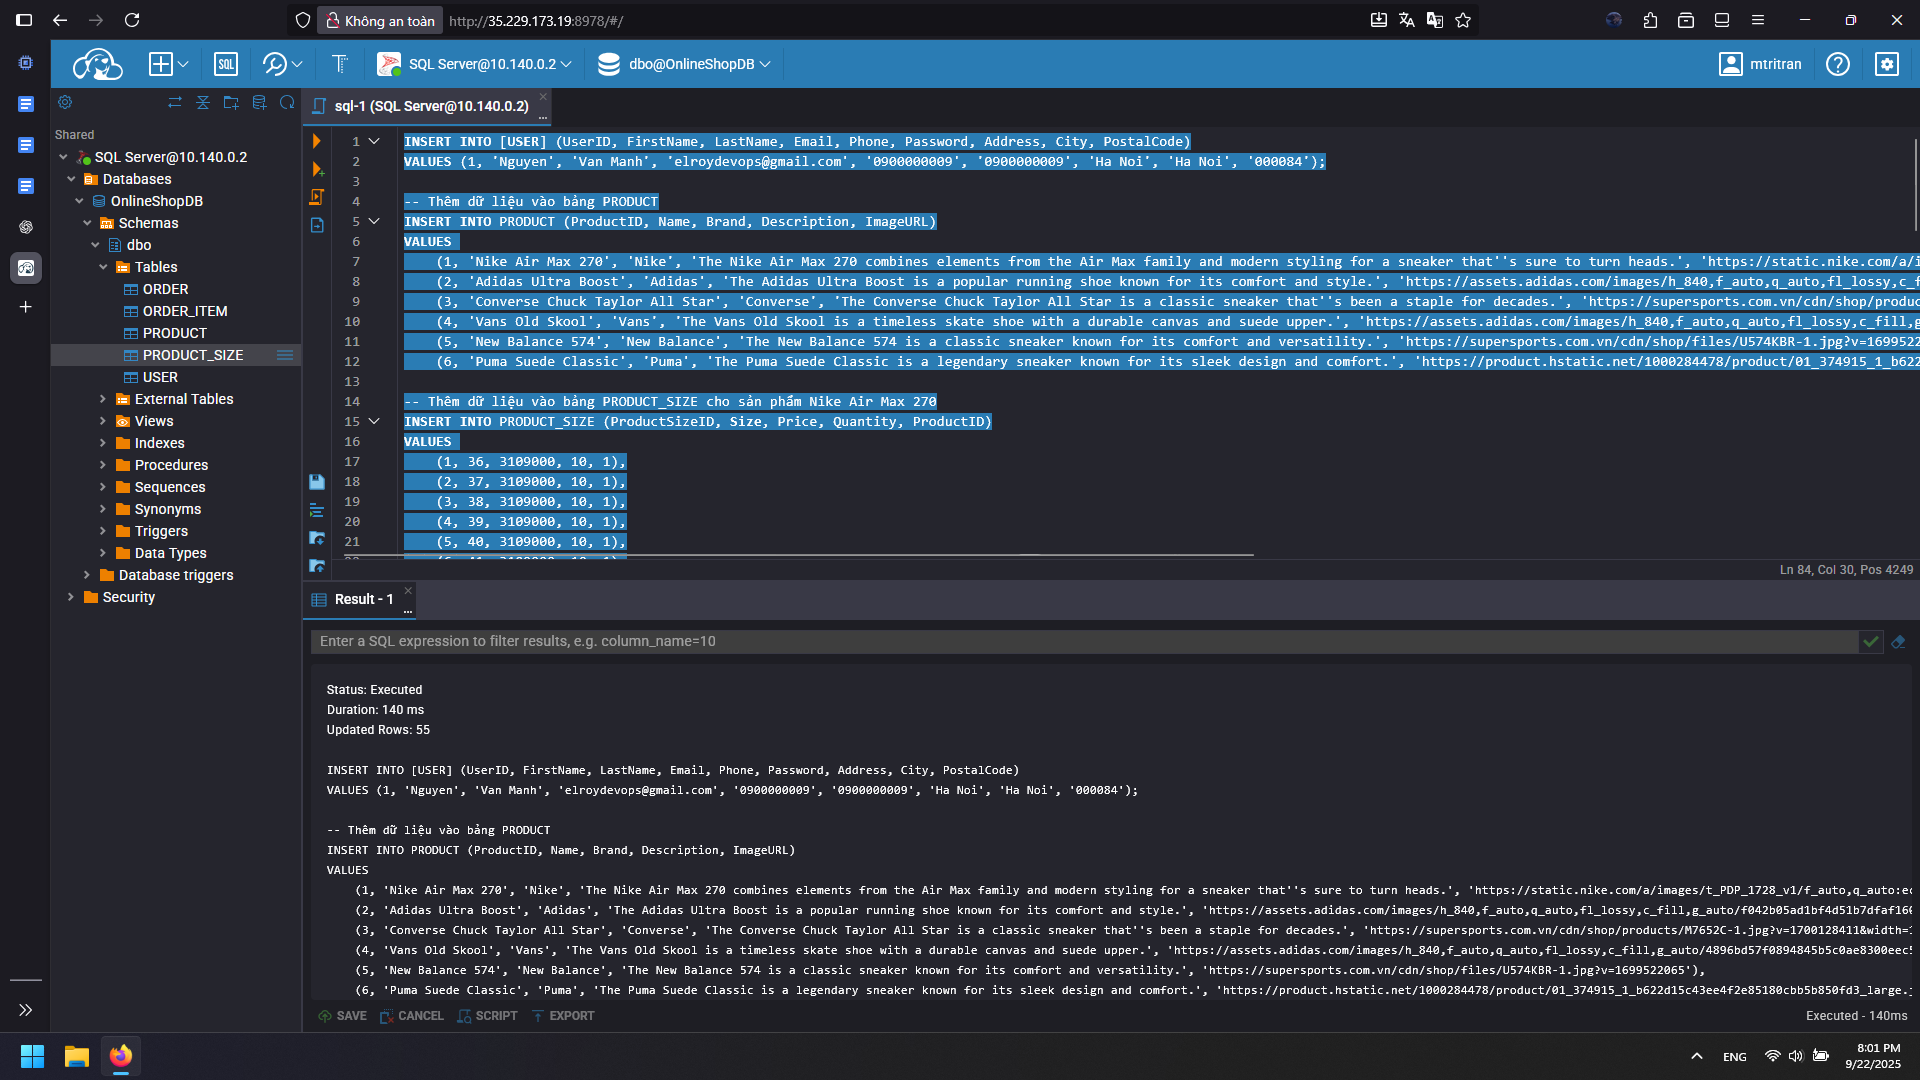 Không an toàn
http://35.229.173.19:8978/#/
SQL
SQL Server@10.140.0.2
dbo@OnlineShopDB
mtritran
sql-1 (SQL Server@10.140.0.2)
Shared
SQL Server@10.140.0.2
Databases
OnlineShopDB
Schemas
dbo
Tables
ORDER
ORDER_ITEM
PRODUCT
PRODUCT_SIZE
USER
External Tables
Views
Indexes
Procedures
Sequences
Synonyms
Triggers
Data Types
Database triggers
Security
1 INSERT INTO [USER] (UserID, FirstName, LastName, Email, Phone, Password, Address, City, PostalCode)
2 VALUES (1, 'Nguyen', 'Van Manh', 'elroydevops@gmail.com', '0900000009', '0900000009', 'Ha Noi', 'Ha Noi', '000084');
3
4 -- Thêm dữ liệu vào bảng PRODUCT
5 INSERT INTO PRODUCT (ProductID, Name, Brand, Description, ImageURL)
6 VALUES
7 (1, 'Nike Air Max 270', 'Nike', 'The Nike Air Max 270 combines elements from the Air Max family and modern styling for a sneaker that''s sure to turn heads.', 'https://static.nike.com/a/i
8 (2, 'Adidas Ultra Boost', 'Adidas', 'The Adidas Ultra Boost is a popular running shoe known for its comfort and style.', 'https://assets.adidas.com/images/h_840,f_auto,q_auto,fl_lossy,c_f
9 (3, 'Converse Chuck Taylor All Star', 'Converse', 'The Converse Chuck Taylor All Star is a classic sneaker that''s been a staple for decades.', 'https://supersports.com.vn/cdn/shop/produc
10 (4, 'Vans Old Skool', 'Vans', 'The Vans Old Skool is a timeless skate shoe with a durable canvas and suede upper.', 'https://assets.adidas.com/images/h_840,f_auto,q_auto,fl_lossy,c_fill,g
11 (5, 'New Balance 574', 'New Balance', 'The New Balance 574 is a classic sneaker known for its comfort and versatility.', 'https://supersports.com.vn/cdn/shop/files/U574KBR-1.jpg?v=1699522
12 (6, 'Puma Suede Classic', 'Puma', 'The Puma Suede Classic is a legendary sneaker known for its sleek design and comfort.', 'https://product.hstatic.net/1000284478/product/01_374915_1_b622
13
14 -- Thêm dữ liệu vào bảng PRODUCT_SIZE cho sản phẩm Nike Air Max 270
15 INSERT INTO PRODUCT_SIZE (ProductSizeID, Size, Price, Quantity, ProductID)
16 VALUES
17 (1, 36, 3109000, 10, 1),
18 (2, 37, 3109000, 10, 1),
19 (3, 38, 3109000, 10, 1),
20 (4, 39, 3109000, 10, 1),
21 (5, 40, 3109000, 10, 1),
Ln 84, Col 30, Pos 4249
Result - 1
Enter a SQL expression to filter results, e.g. column_name=10
Status: Executed
Duration: 140 ms
Updated Rows: 55
INSERT INTO [USER] (UserID, FirstName, LastName, Email, Phone, Password, Address, City, PostalCode)
VALUES (1, 'Nguyen', 'Van Manh', 'elroydevops@gmail.com', '0900000009', '0900000009', 'Ha Noi', 'Ha Noi', '000084');
-- Thêm dữ liệu vào bảng PRODUCT
INSERT INTO PRODUCT (ProductID, Name, Brand, Description, ImageURL)
VALUES
(1, 'Nike Air Max 270', 'Nike', 'The Nike Air Max 270 combines elements from the Air Max family and modern styling for a sneaker that''s sure to turn heads.', 'https://static.nike.com/a/images/t_PDP_1728_v1/f_auto,q_auto:ec
(2, 'Adidas Ultra Boost', 'Adidas', 'The Adidas Ultra Boost is a popular running shoe known for its comfort and style.', 'https://assets.adidas.com/images/h_840,f_auto,q_auto,fl_lossy,c_fill,g_auto/f042b05ad1bf4d51b7dfaf166
(3, 'Converse Chuck Taylor All Star', 'Converse', 'The Converse Chuck Taylor All Star is a classic sneaker that''s been a staple for decades.', 'https://supersports.com.vn/cdn/shop/products/M7652C-1.jpg?v=1700128411&width=1
(4, 'Vans Old Skool', 'Vans', 'The Vans Old Skool is a timeless skate shoe with a durable canvas and suede upper.', 'https://assets.adidas.com/images/h_840,f_auto,q_auto,fl_lossy,c_fill,g_auto/4896bd57f0894845b5c0ae8300eec5
(5, 'New Balance 574', 'New Balance', 'The New Balance 574 is a classic sneaker known for its comfort and versatility.', 'https://supersports.com.vn/cdn/shop/files/U574KBR-1.jpg?v=1699522065'),
(6, 'Puma Suede Classic', 'Puma', 'The Puma Suede Classic is a legendary sneaker known for its sleek design and comfort.', 'https://product.hstatic.net/1000284478/product/01_374915_1_b622d15c43ee4f2e85180cbb5b850fd3_large.j
SAVE CANCEL SCRIPT EXPORT
Executed - 140ms
ENG
8:01 PM
9/22/2025